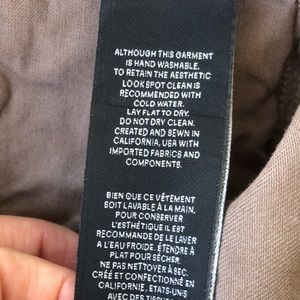 ALTHOUGH THIS GARMENT
IS HAND WASHABLE,
TO RETAIN THE AESTHETIC
LOOK SPOT CLEAN IS
RECOMMENDED WITH
COLD WATER.
LAY FLAT TO DRY.
DO NOT DRY CLEAN.
CREATED AND SEWN IN
CALIFORNIA, USA WITH
IMPORTED FABRICS AND
COMPONENTS.
BIEN QUE CE VÊTEMENT
SOIT LAVABLE À LA MAIN,
POUR CONSERVER
L'ESTHÉTIQUE IL EST
RECOMMANDÉ DE LE LAVER
À L'EAU FROIDE. ÉTENDRE À
PLAT POUR SÉCHER.
NE PAS NETTOYER À SEC.
CRÉÉ ET CONFECTIONNÉ EN
CALIFORNIE, ÉTATS-UNIS
AVEC DES TISSUS